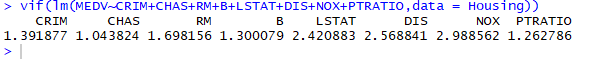 > vif(lm(MEDV~CRIM+CHAS+RM+B+LSTAT+DIS+NOX+PTRATIO,data = Housing))
CRIM CHAS RM B LSTAT DIS NOX PTRATIO
1.391877 1.043824 1.698156 1.300079 2.420883 2.568841 2.988562 1.262786
>